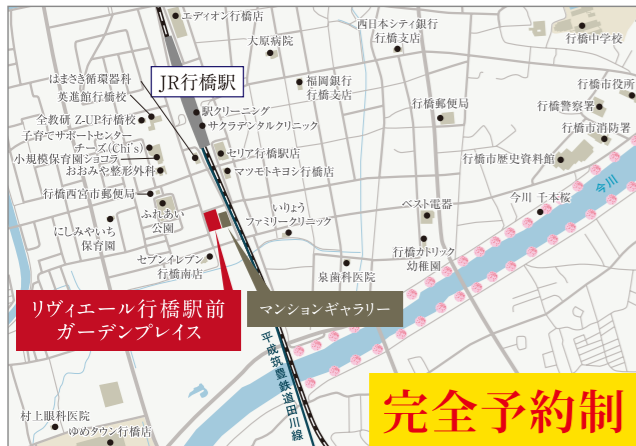 エディオン行橋店
大原病院
西日本シティ銀行
行橋支店
行橋中学校
はまさき循環器科
JR行橋駅
英進館行橋校
福岡銀行
行橋支店
行橋市役所
行橋警察署
全教研 Z-UP行橋校
駅クリーニング
行橋郵便局
行橋市消防署
子育てサポートセンター
チーズ(Chi's)
サクラデンタルクリニック
小規模保育園ショコラ
セリア行橋駅店
行橋市歴史資料館
おおみや整形外科
マツモトキヨシ行橋店
今川
行橋西宮市郵便局
ふれあい
公園
いりょう
ファミリークリニック
ベスト電器
今川 千本桜
にしみやいち
保育園
行橋カトリック
幼稚園
セブンイレブン
行橋南店
泉歯科医院
リヴィエール行橋駅前
ガーデンプレイス
マンションギャラリー
平成筑豊鉄道田川線
村上眼科医院
ゆめタウン行橋店
完全予約制